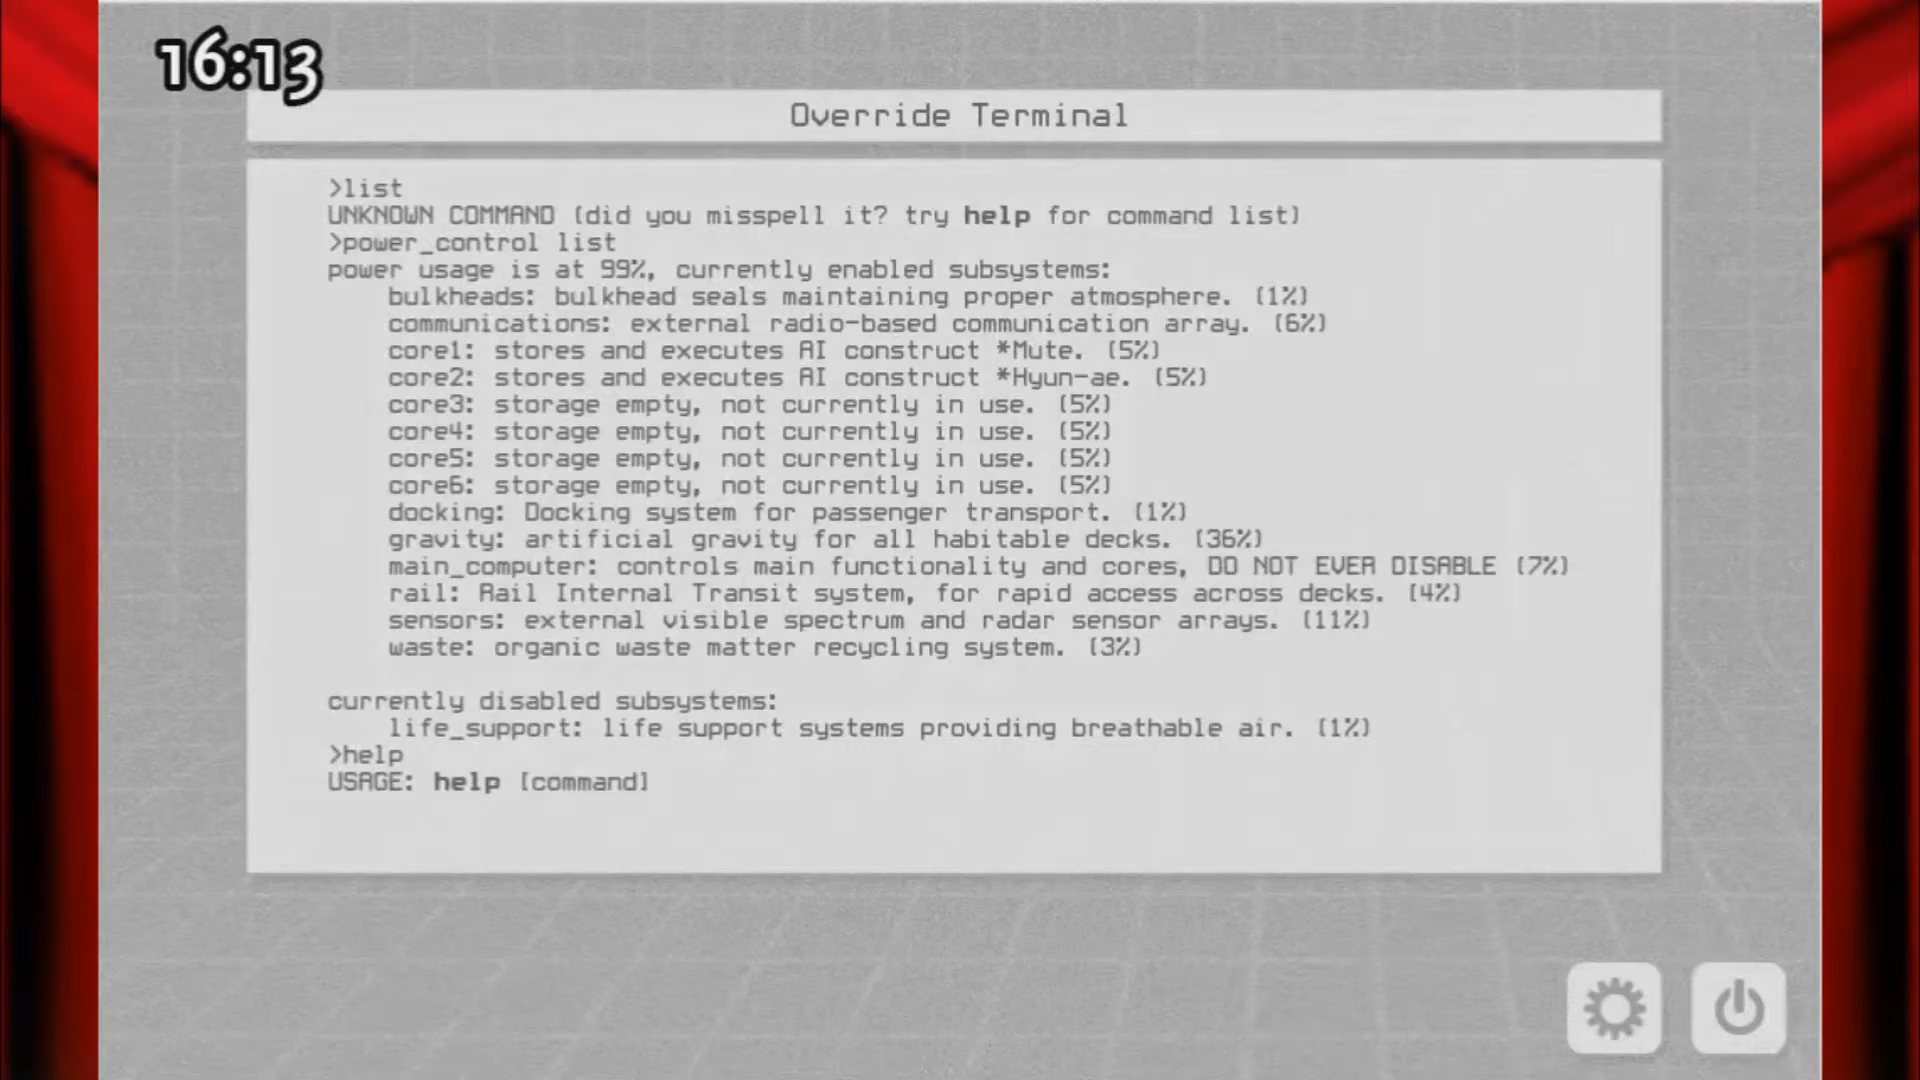 16:13
Override Terminal
>list
UNKNOWN COMMAND (did you misspell it? try help for command list)
>power_control list
power usage is at 99%, currently enabled subsystems:
bulkheads: bulkhead seals maintaining proper atmosphere. (1%)
communications: external radio-based communication array. (6%)
core1: stores and executes AI construct *Mute. (5%)
core2: stores and executes AI construct *Hyun-ae. (5%)
core3: storage empty, not currently in use. (5%)
core4: storage empty, not currently in use. (5%)
core5: storage empty, not currently in use. (5%)
core6: storage empty, not currently in use. (5%)
docking: Docking system for passenger transport. (1%)
gravity: artificial gravity for all habitable decks. (36%)
main_computer: controls main functionality and cores, DO NOT EVER DISABLE (7%)
rail: Rail Internal Transit system, for rapid access across decks. (4%)
sensors: external visible spectrum and radar sensor arrays. (11%)
waste: organic waste matter recycling system. (3%)
currently disabled subsystems:
life_support: life support systems providing breathable air. (1%)
>help
USAGE: help [command]